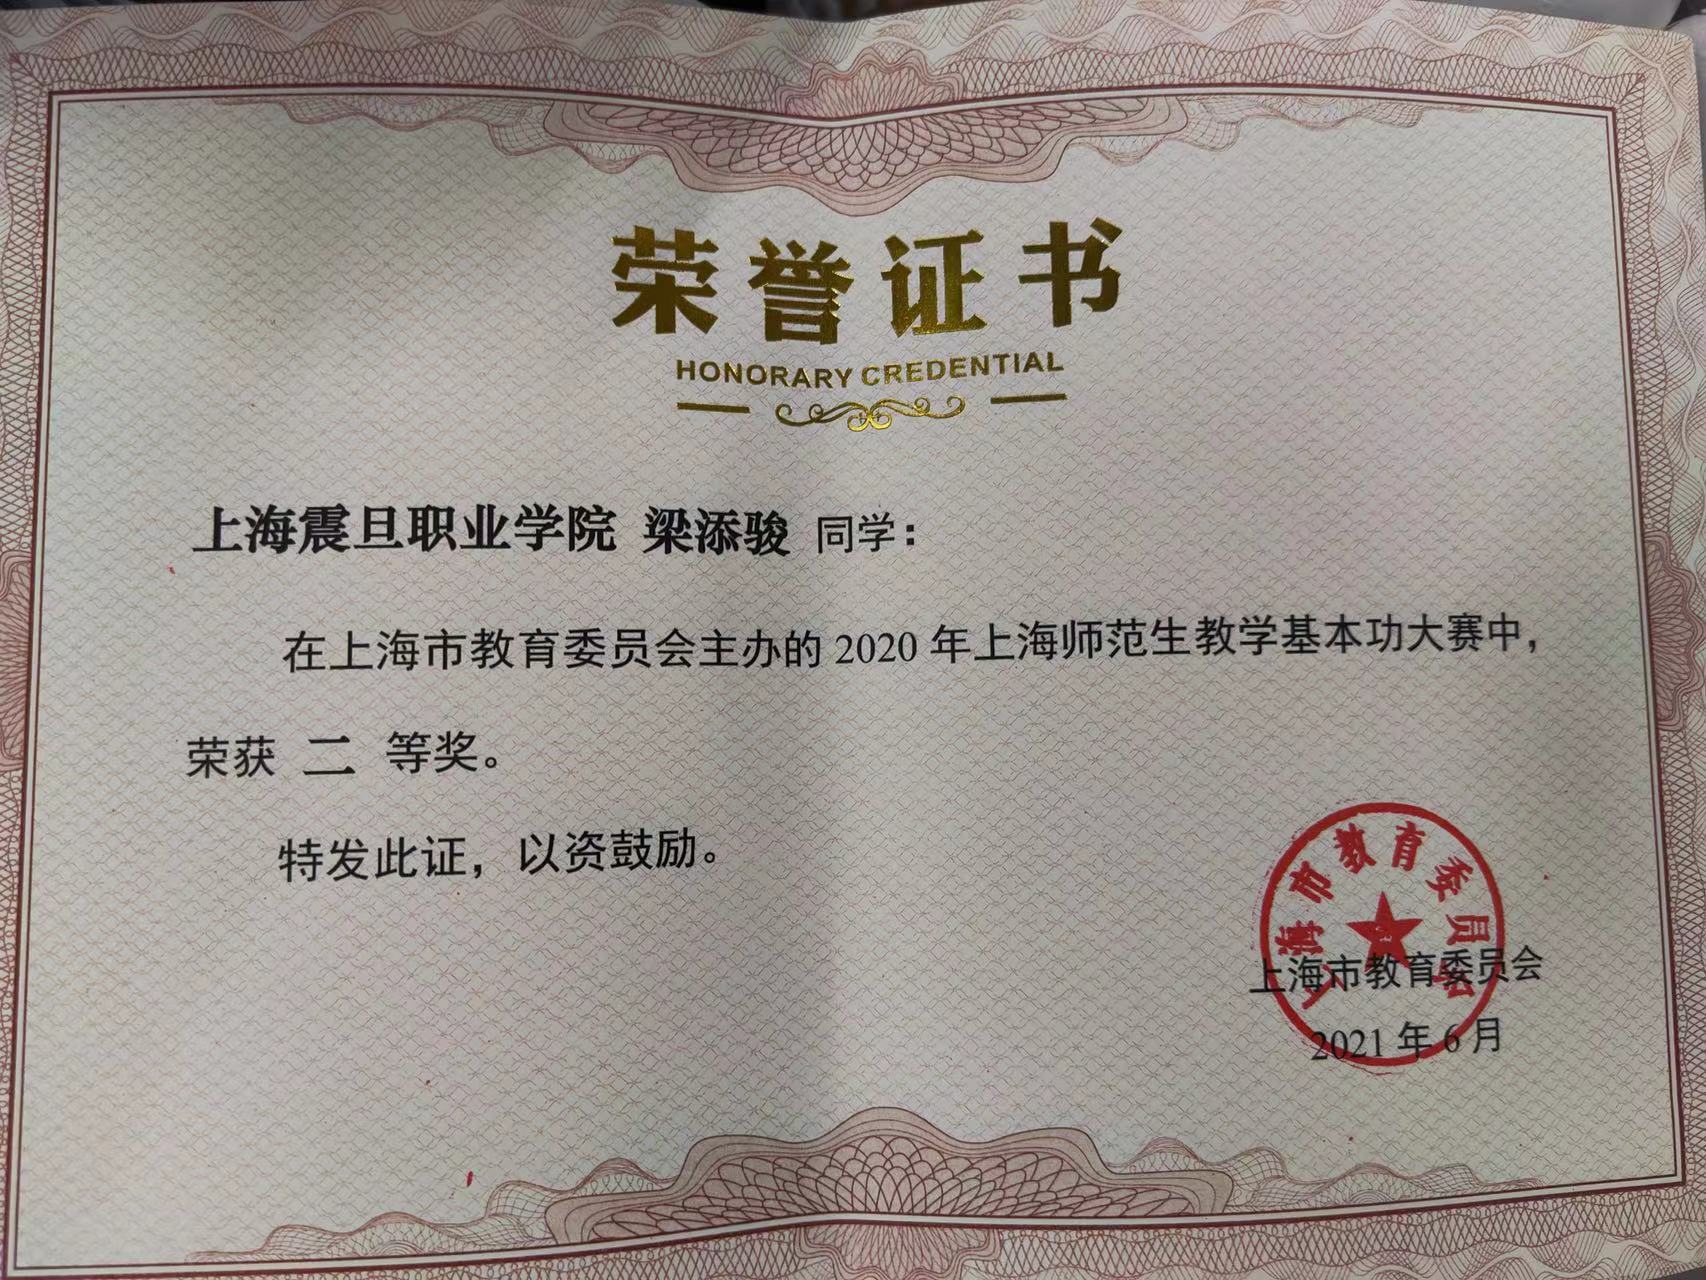 荣誉证书
HONORARY CREDENTIAL
上海震旦职业学院 梁添骏 同学：
在上海市教育委员会主办的 2020 年上海师范生教学基本功大赛中，
荣获 二 等奖。
特发此证，以资鼓励。
上海市教育委员会
上海市教育委员会
2021 年 6 月